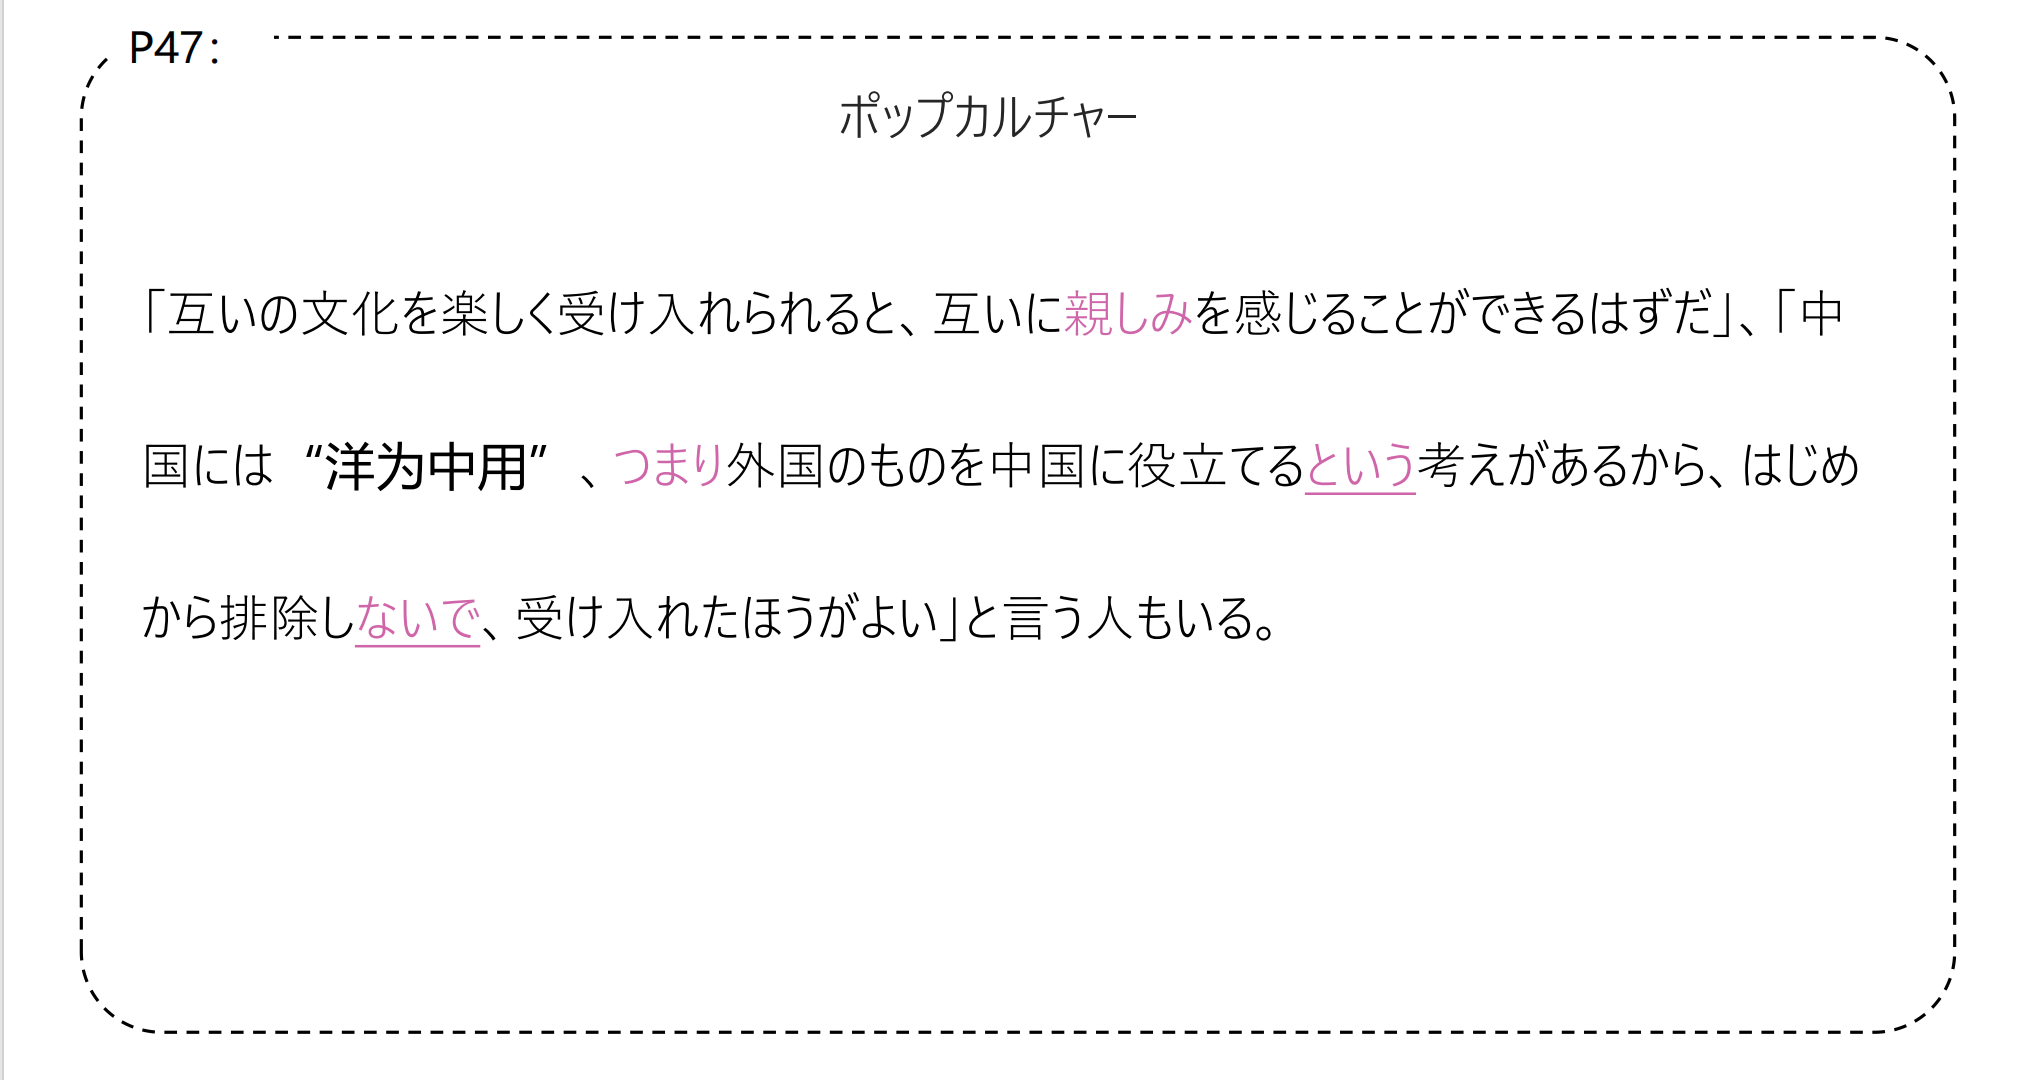 P47：
ポップカルチャー
「互いの文化を楽しく受け入れられると、互いに親しみを感じることができるはずだ」、「中
国には “洋为中用” 、つまり外国のものを中国に役立てるという考えがあるから、はじめ
から排除しないで、受け入れたほうがよい」と言う人もいる。